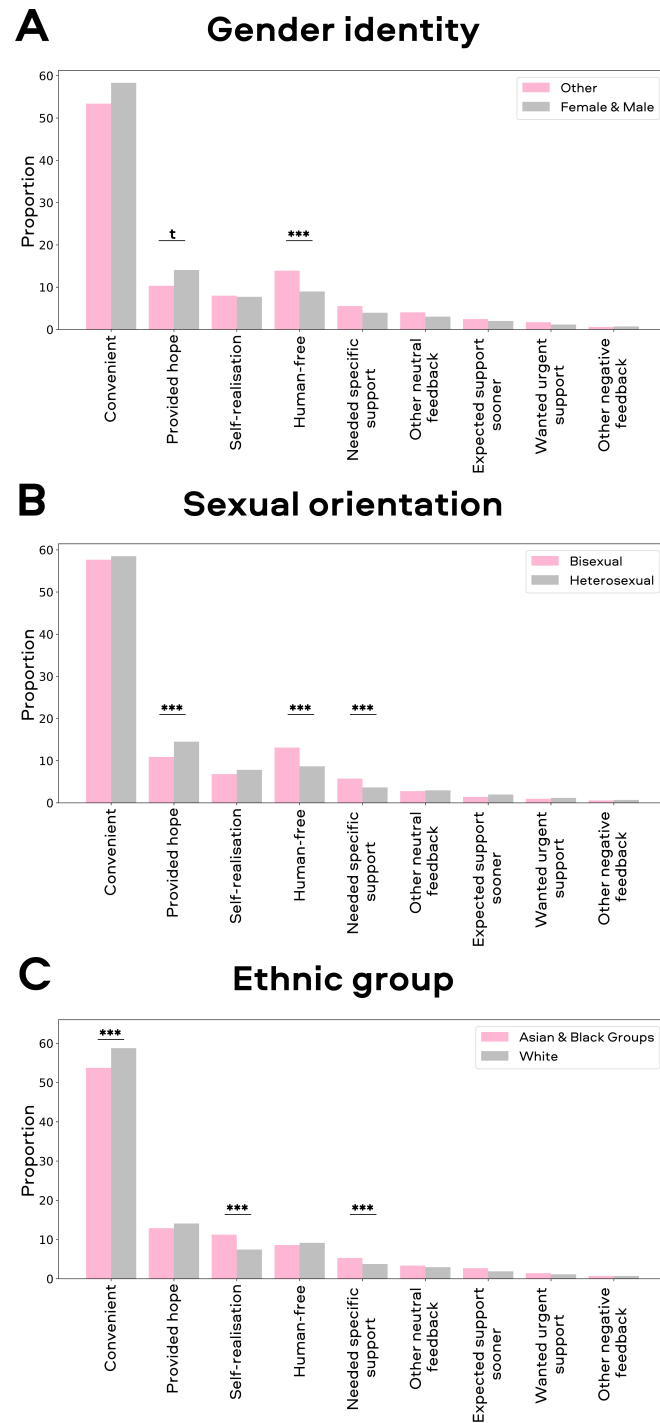 A
Gender identity
60
50
40
30
20
10
0
Proportion
Other
Female & Male
t
***
Convenient
Provided hope
Self-realisation
Human-free
Needed specific
support
Other neutral
feedback
Expected support
sooner
Wanted urgent
support
Other negative
feedback
B
Sexual orientation
60
50
40
30
20
10
0
Proportion
Bisexual
Heterosexual
***
***
***
Convenient
Provided hope
Self-realisation
Human-free
Needed specific
support
Other neutral
feedback
Expected support
sooner
Wanted urgent
support
Other negative
feedback
C
Ethnic group
60
50
40
30
20
10
0
Proportion
Asian & Black Groups
White
***
***
***
Convenient
Provided hope
Self-realisation
Human-free
Needed specific
support
Other neutral
feedback
Expected support
sooner
Wanted urgent
support
Other negative
feedback